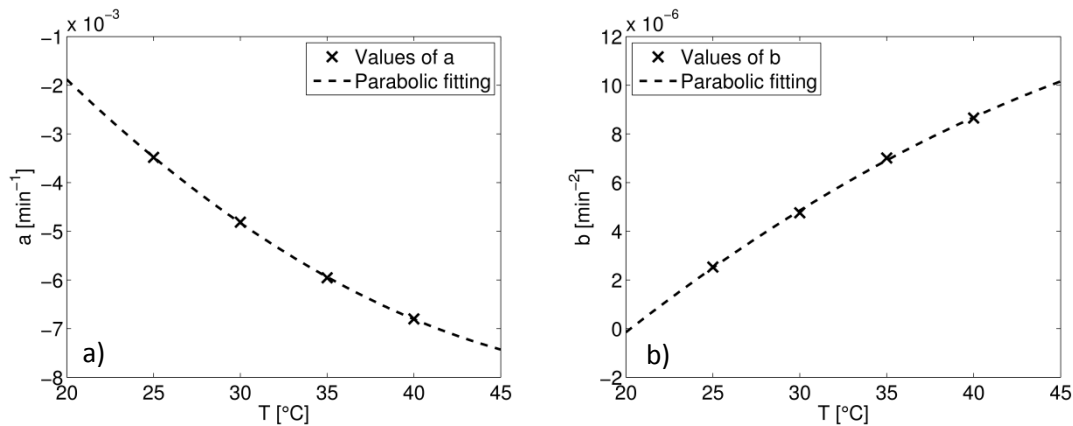 x 10⁻³
−1
−2
−3
−4
−5
−6
−7
−8
a [min⁻¹]
Values of a
Parabolic fitting
a)
20 25 30 35 40 45
T [°C]
x 10⁻⁶
12
10
8
6
4
2
0
−2
b [min⁻²]
Values of b
Parabolic fitting
b)
20 25 30 35 40 45
T [°C]